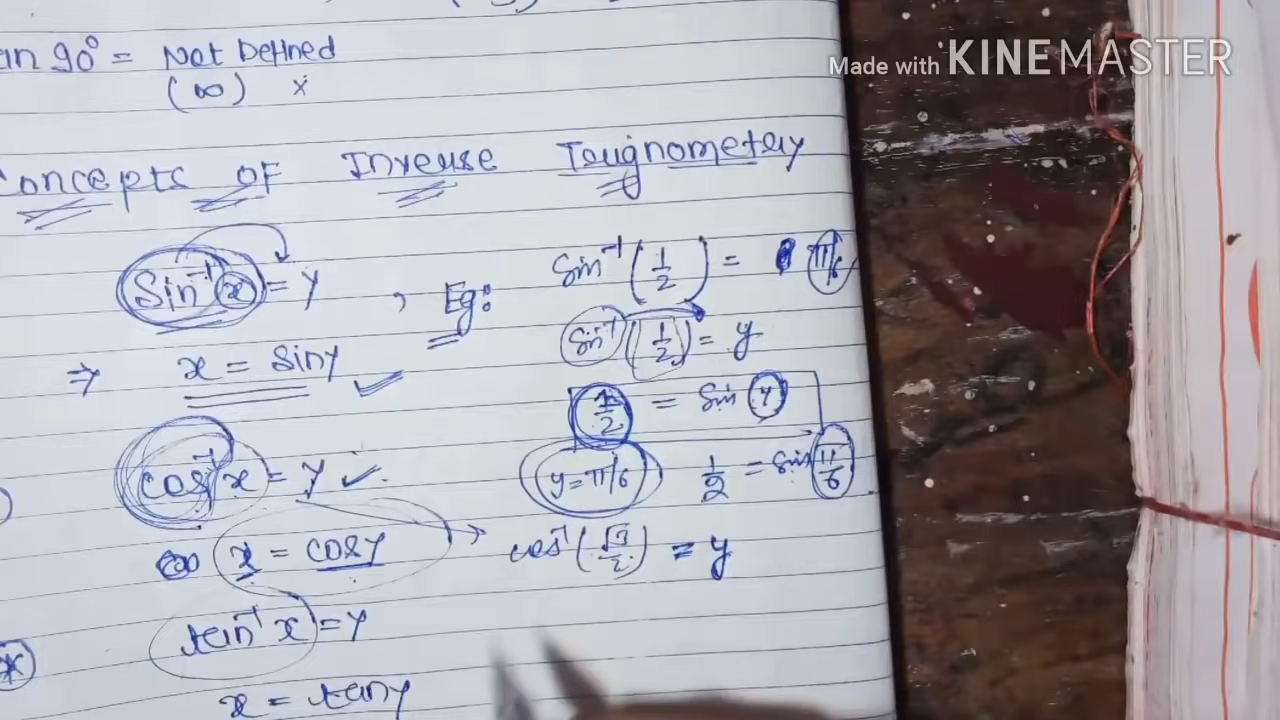 an 90° = Not Defined
(∞) ×
Made with KINEMASTER
Concepts of Inverse Trignometry
Sin⁻¹(x) = y , Eg: Sin⁻¹(1/2) = π/6
Sin⁻¹(1/2) = y
⇒ x = siny ✓
1/2 = Sin(y)
cos⁻¹x = y ✓
y = π/6 1/2 = sin π/6
x = cosy → cos⁻¹(√3/2) = y
tan⁻¹x = y
x = tany